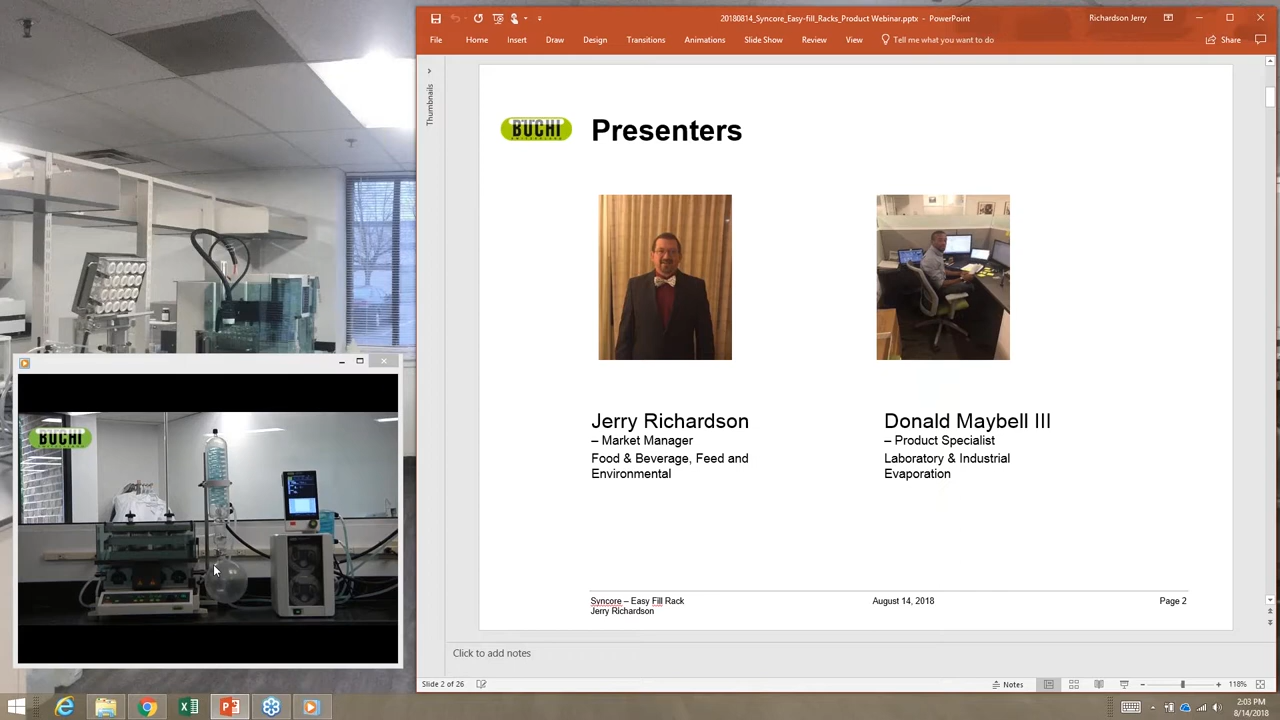 20180814_Syncore_Easy-fill_Racks_Product Webinar.pptx - PowerPoint
Richardson Jerry
File
Home
Insert
Draw
Design
Transitions
Animations
Slide Show
Review
View
Tell me what you want to do
Share
Thumbnails
BUCHI
Presenters
Jerry Richardson
– Market Manager
Food & Beverage, Feed and
Environmental
Donald Maybell III
– Product Specialist
Laboratory & Industrial
Evaporation
Syncore – Easy Fill Rack
Jerry Richardson
August 14, 2018
Page 2
Click to add notes
BUCHI
Slide 2 of 26
Notes
118%
2:03 PM
8/14/2018